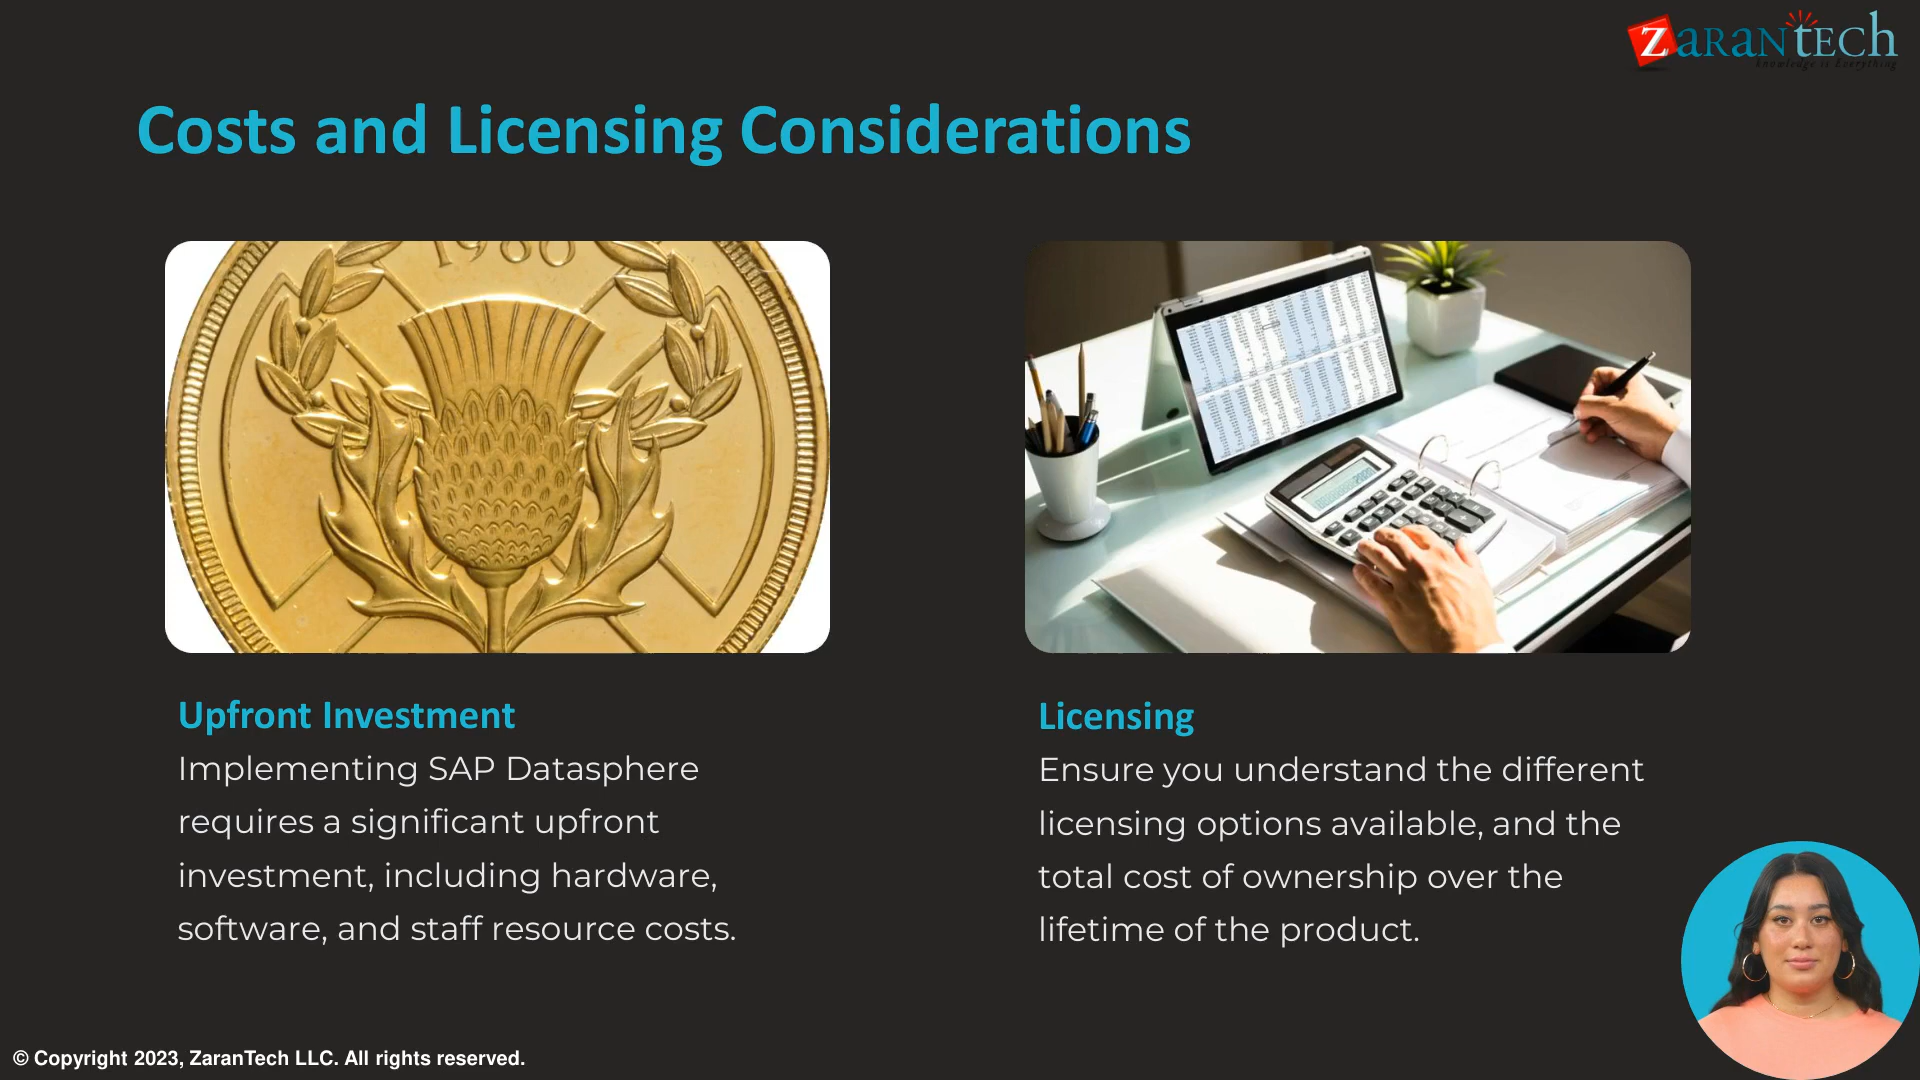 ZaranTech
Knowledge is Everything
Costs and Licensing Considerations
1986
Upfront Investment
Implementing SAP Datasphere
requires a significant upfront
investment, including hardware,
software, and staff resource costs.
Licensing
Ensure you understand the different
licensing options available, and the
total cost of ownership over the
lifetime of the product.
© Copyright 2023, ZaranTech LLC. All rights reserved.